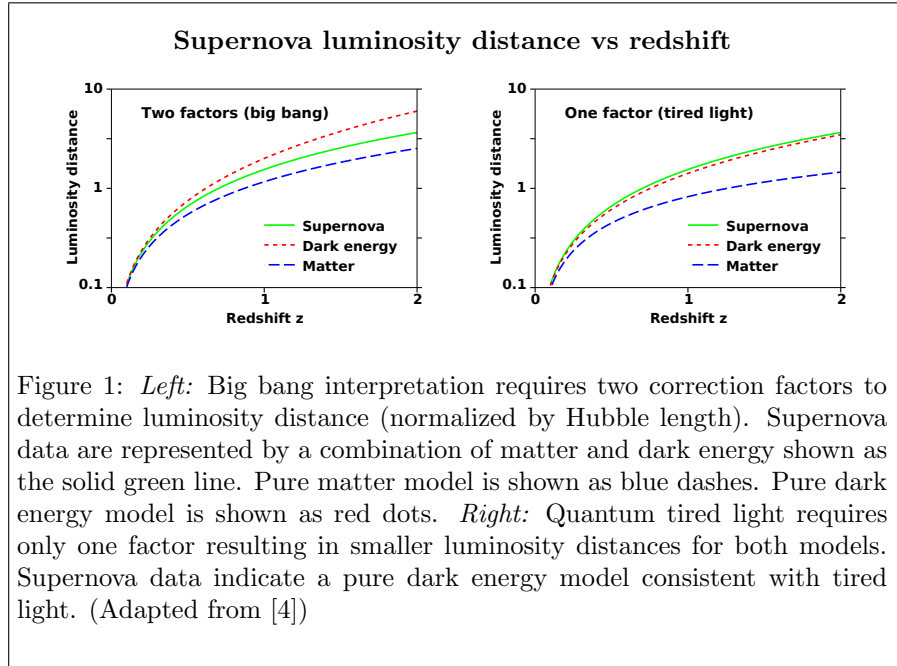 Supernova luminosity distance vs redshift
10
Two factors (big bang)
Luminosity distance
1
Supernova
Dark energy
Matter
0.1
0
1
2
Redshift z
10
One factor (tired light)
Luminosity distance
1
Supernova
Dark energy
Matter
0.1
0
1
2
Redshift z
Figure 1: Left: Big bang interpretation requires two correction factors to
determine luminosity distance (normalized by Hubble length). Supernova
data are represented by a combination of matter and dark energy shown as
the solid green line. Pure matter model is shown as blue dashes. Pure dark
energy model is shown as red dots. Right: Quantum tired light requires
only one factor resulting in smaller luminosity distances for both models.
Supernova data indicate a pure dark energy model consistent with tired
light. (Adapted from [4])